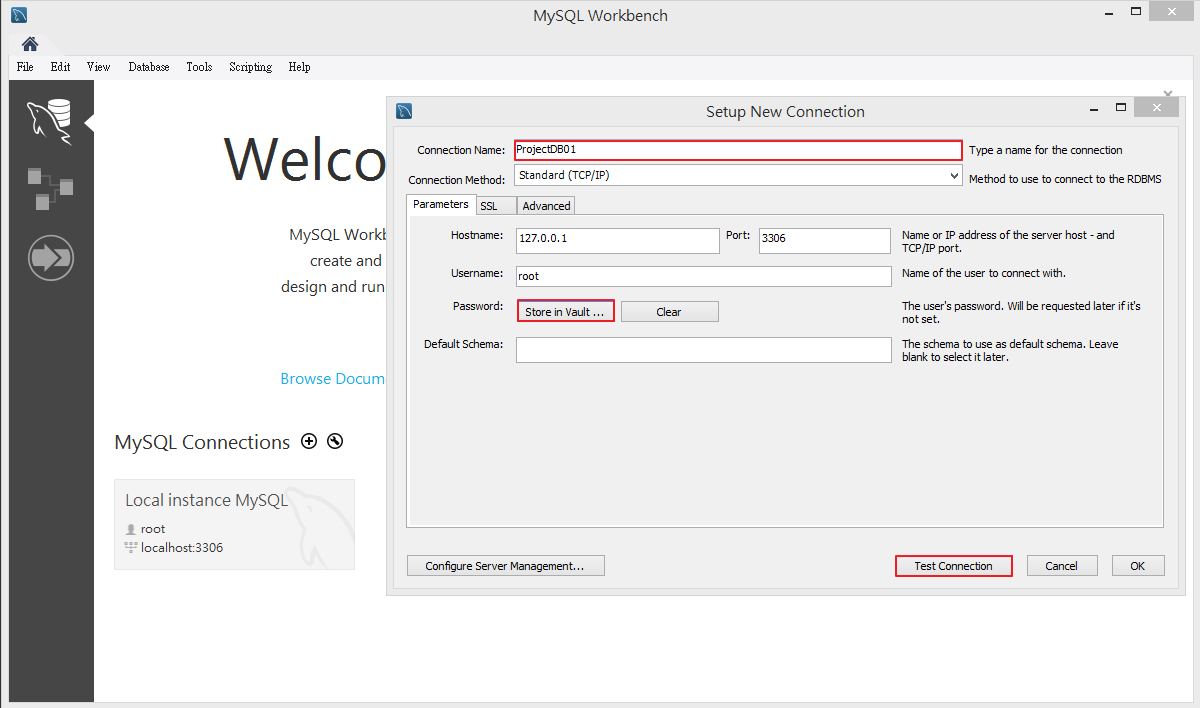 MySQL Workbench
File Edit View Database Tools Scripting Help
Welco
MySQL Workb
create and
design and run
Browse Docum
MySQL Connections
Local instance MySQL
root
localhost:3306
Setup New Connection
Connection Name: ProjectDB01 Type a name for the connection
Connection Method: Standard (TCP/IP) Method to use to connect to the RDBMS
Parameters SSL Advanced
Hostname: 127.0.0.1 Port: 3306 Name or IP address of the server host - and
TCP/IP port.
Username: root Name of the user to connect with.
Password: Store in Vault ... Clear The user's password. Will be requested later if it's
not set.
Default Schema: The schema to use as default schema. Leave
blank to select it later.
Configure Server Management... Test Connection Cancel OK